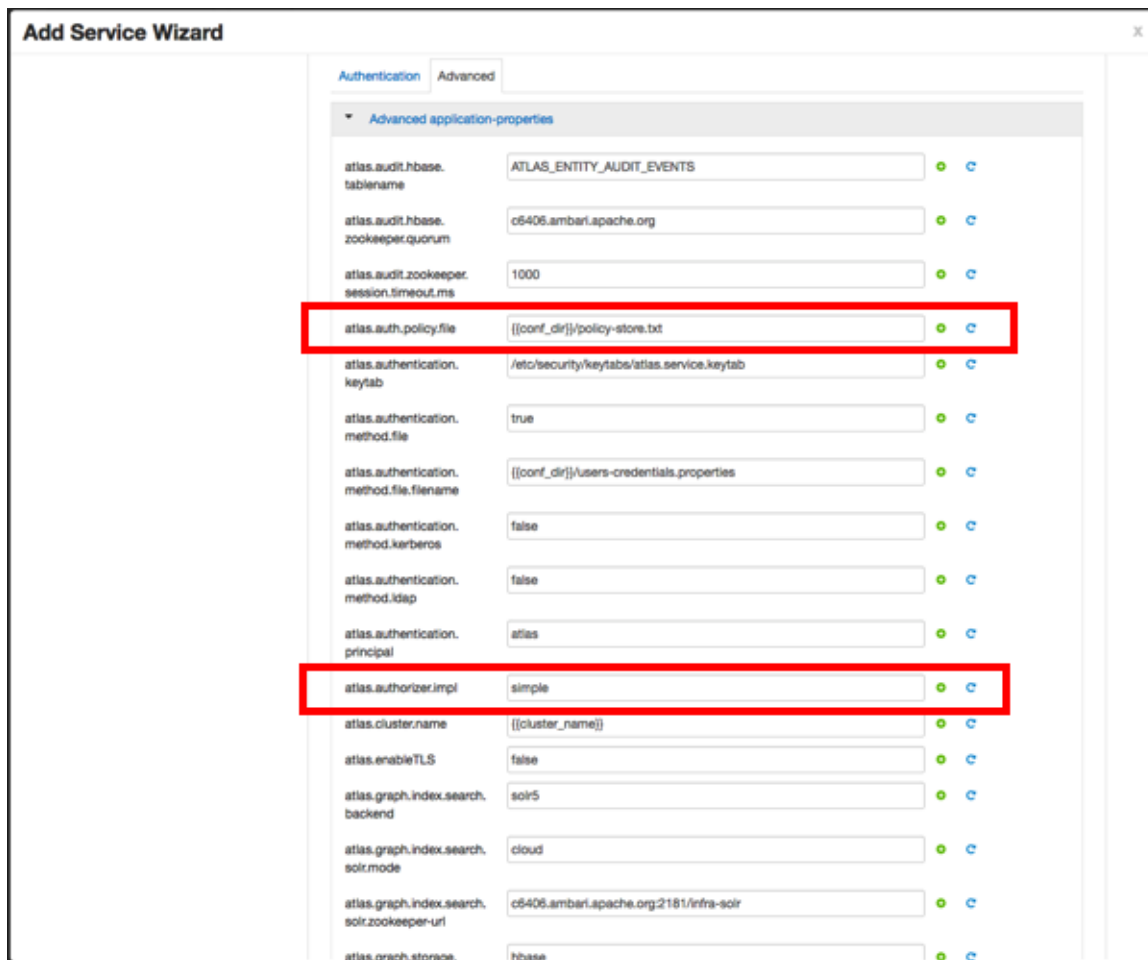 Add Service Wizard
x
Authentication Advanced
Advanced application-properties
atlas.audit.hbase. ATLAS_ENTITY_AUDIT_EVENTS
tablename
atlas.audit.hbase. c6406.ambari.apache.org
zookeeper.quorum
atlas.audit.zookeeper. 1000
session.timeout.ms
atlas.auth.policy.file {{conf_dir}}/policy-store.txt
atlas.authentication. /etc/security/keytabs/atlas.service.keytab
keytab
atlas.authentication. true
method.file
atlas.authentication. {{conf_dir}}/users-credentials.properties
method.file.filename
atlas.authentication. false
method.kerberos
atlas.authentication. false
method.ldap
atlas.authentication. atlas
principal
atlas.authorizer.impl simple
atlas.cluster.name {{cluster_name}}
atlas.enableTLS false
atlas.graph.index.search. solr5
backend
atlas.graph.index.search. cloud
solr.mode
atlas.graph.index.search. c6406.ambari.apache.org:2181/infra-solr
solr.zookeeper-url
atlas.graph.storage. hbase